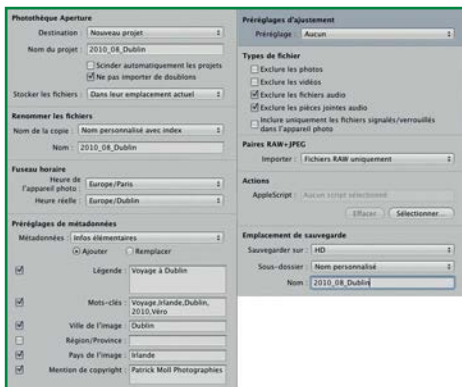 Photothèque Aperture
Destination : Nouveau projet
Nom du projet : 2010_08_Dublin
Scinder automatiquement les projets
Ne pas importer de doublons
Stocker les fichiers : Dans leur emplacement actuel
Renommer les fichiers
Nom de la copie : Nom personnalisé avec index
Nom : 2010_08_Dublin
Fuseau horaire
Heure de
l'appareil photo : Europe/Paris
Heure réelle : Europe/Dublin
Préréglages de métadonnées
Métadonnées : Infos élémentaires
Ajouter Remplacer
Légende : Voyage à Dublin
Mots-clés : Voyage,Irlande,Dublin,
2010,Véro
Ville de l'image : Dublin
Région/Province :
Pays de l'image : Irlande
Mention de copyright : Patrick Moll Photographies
Préréglages d'ajustement
Préréglage : Aucun
Types de fichier
Exclure les photos
Exclure les vidéos
Exclure les fichiers audio
Exclure les pièces jointes audio
Inclure uniquement les fichiers signalés/verrouillés
dans l'appareil photo
Paires RAW+JPEG
Importer : Fichiers RAW uniquement
Actions
AppleScript : Aucun script sélectionné
Effacer Sélectionner...
Emplacement de sauvegarde
Sauvegarder sur : HD
Sous-dossier : Nom personnalisé
Nom : 2010_08_Dublin